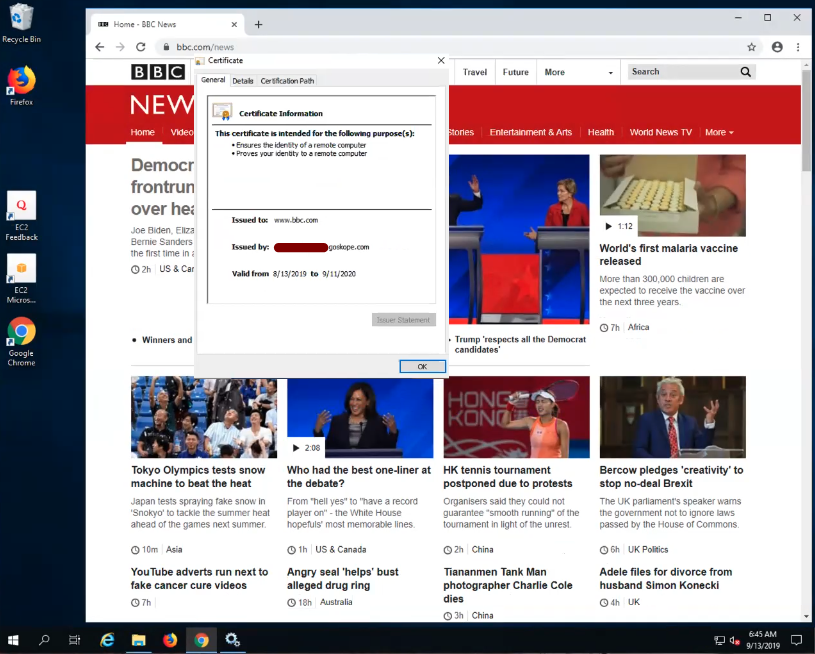 Recycle Bin
Firefox
EC2
Feedback
EC2
Micros...
Google
Chrome
Home - BBC News
bbc.com/news
BBC
Travel
Future
More
Search
NEW
Home
Video
Stories
Entertainment & Arts
Health
World News TV
More
Certificate
General
Details
Certification Path
Certificate Information
This certificate is intended for the following purpose(s):
• Ensures the identity of a remote computer
• Proves your identity to a remote computer
Issued to: www.bbc.com
Issued by: goskope.com
Valid from 8/13/2019 to 9/11/2020
Issuer Statement
OK
Democr
frontrun
over hea
Joe Biden, Eliza
Bernie Sanders
the first time in a
2h
US & Car
• Winners and
Trump 'respects all the Democrat
candidates'
1:12
World's first malaria vaccine
released
More than 300,000 children are
expected to receive the vaccine over
the next three years.
7h
Africa
Tokyo Olympics tests snow
machine to beat the heat
Japan tests spraying fake snow in
'Snokyo' to tackle the summer heat
ahead of the games next summer.
10m
Asia
2:08
Who had the best one-liner at
the debate?
From "hell yes" to "have a record
player on" - the White House
hopefuls' most memorable lines.
1h
US & Canada
HONG
KONG
HK tennis tournament
postponed due to protests
Organisers said they could not
guarantee "smooth running" of the
tournament in light of the unrest.
2h
China
Bercow pledges 'creativity' to
stop no-deal Brexit
The UK parliament's speaker warns
the government not to ignore laws
passed by the House of Commons.
6h
UK Politics
YouTube adverts run next to
fake cancer cure videos
7h
Angry seal 'helps' bust
alleged drug ring
18h
Australia
Tiananmen Tank Man
photographer Charlie Cole
dies
3h
China
Adele files for divorce from
husband Simon Konecki
4h
UK
6:45 AM
9/13/2019